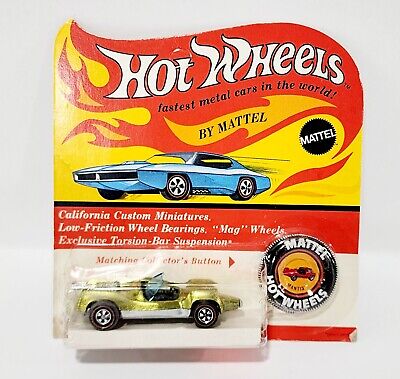 HOT WHEELS
fastest metal cars in the world!
BY MATTEL
MATTEL
California Custom Miniatures,
Low-Friction Wheel Bearings, "Mag" Wheels,
Exclusive Torsion-Bar Suspension*
Matching Collector's Button
MATTEL
MANTIS
HOT WHEELS